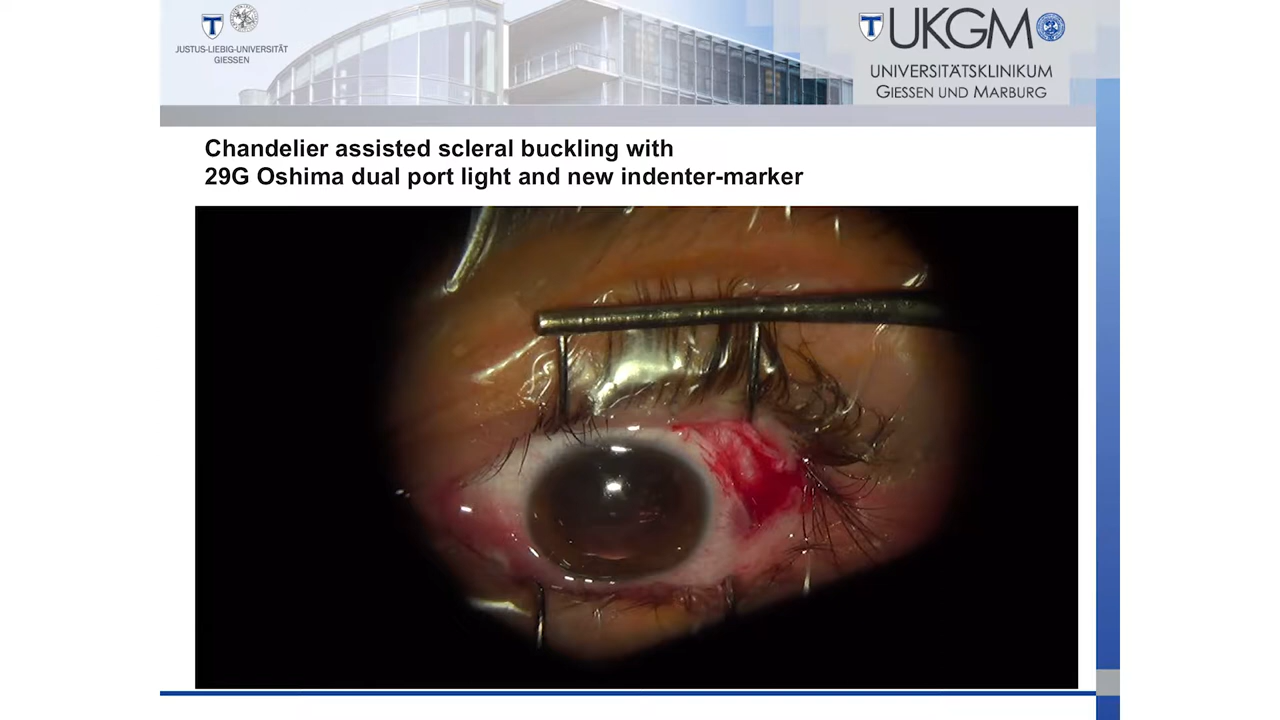 JUSTUS-LIEBIG-UNIVERSITÄT
GIESSEN
UKGM
UNIVERSITÄTSKLINIKUM
GIESSEN UND MARBURG
Chandelier assisted scleral buckling with
29G Oshima dual port light and new indenter-marker